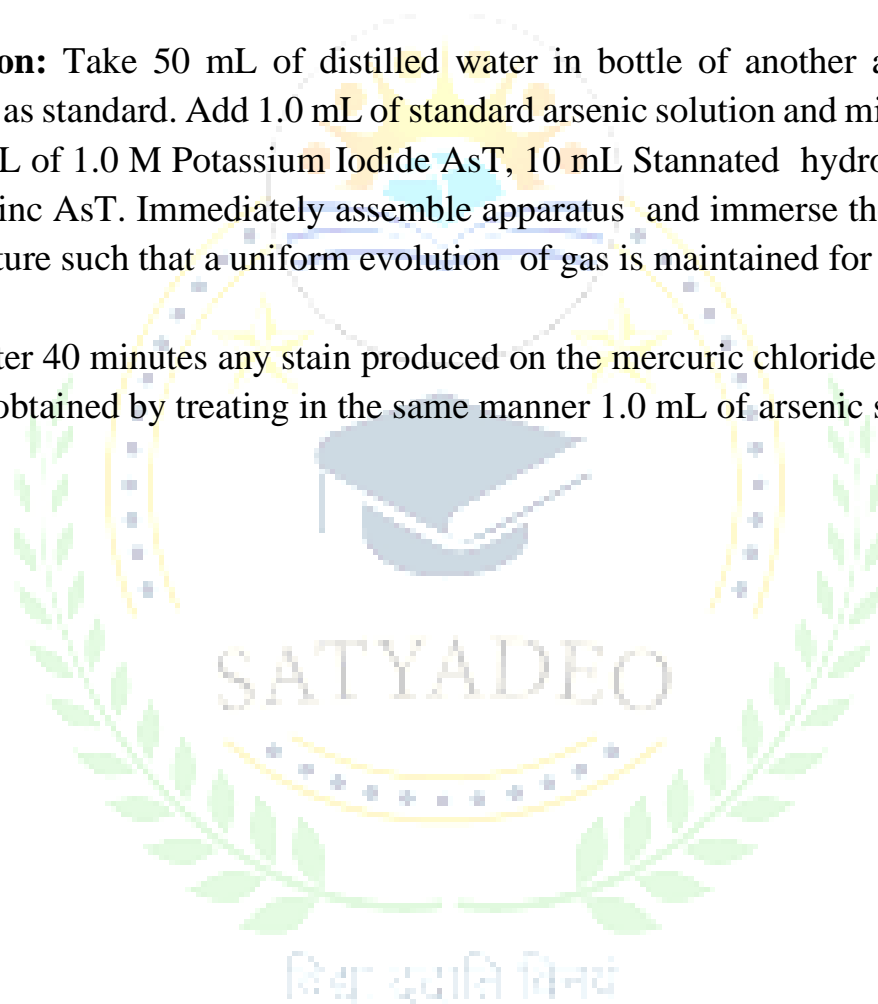 on: Take 50 mL of distilled water in bottle of another a
as standard. Add 1.0 mL of standard arsenic solution and mi
L of 1.0 M Potassium Iodide AsT, 10 mL Stannated hydro
inc AsT. Immediately assemble apparatus and immerse th
ture such that a uniform evolution of gas is maintained for
ter 40 minutes any stain produced on the mercuric chloride
obtained by treating in the same manner 1.0 mL of arsenic s
SATYADEO